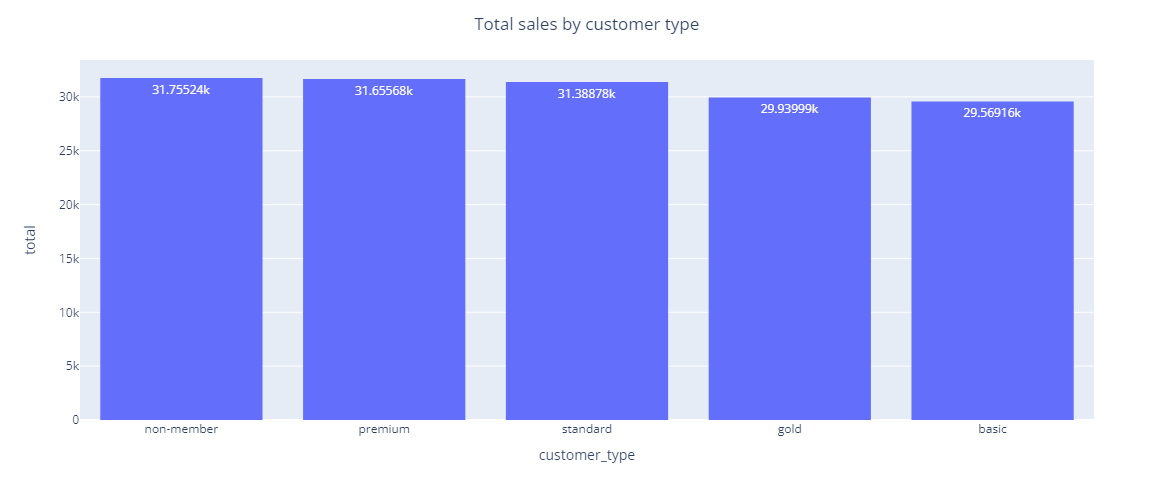 Total sales by customer type
31.75524k
31.65568k
31.38878k
29.93999k
29.56916k
30k
25k
20k
15k
10k
5k
0
total
non-member
premium
standard
gold
basic
customer_type